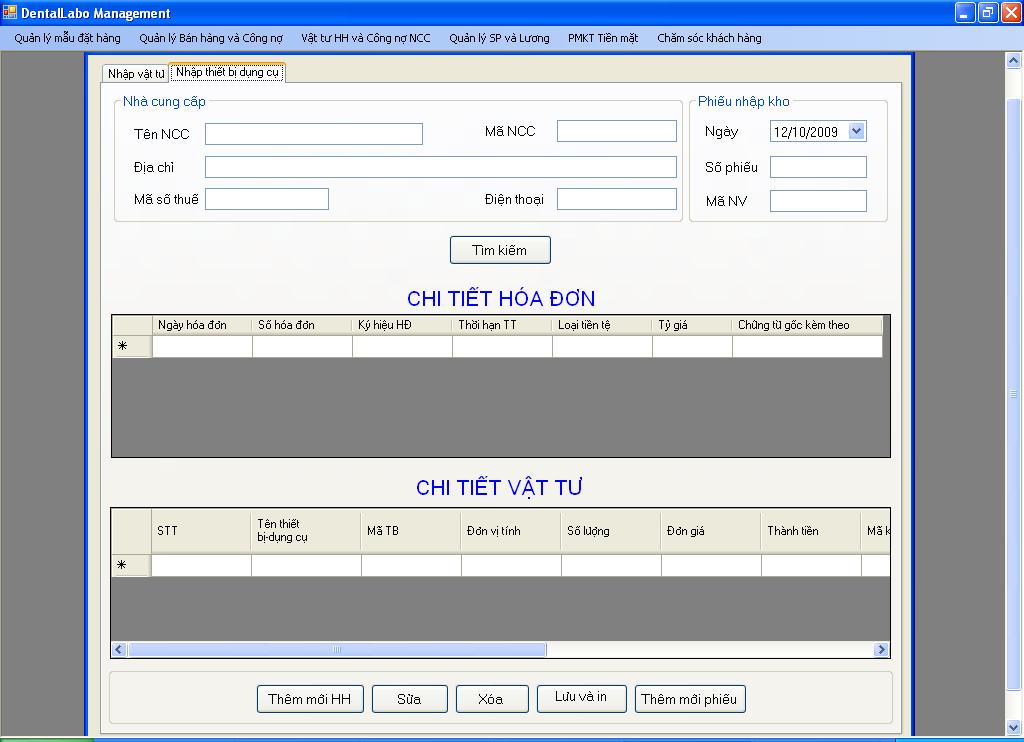 DentalLabo Management
Quản lý mẫu đặt hàng Quản lý Bán hàng và Công nợ Vật tư HH và Công nợ NCC Quản lý SP và Lương PMKT Tiền mặt Chăm sóc khách hàng
Nhập vật tư Nhập thiết bị dụng cụ
Nhà cung cấp Phiếu nhập kho
Tên NCC Mã NCC Ngày 12/10/2009
Địa chỉ Số phiếu
Mã số thuế Điện thoại Mã NV
Tìm kiếm
CHI TIẾT HÓA ĐƠN
Ngày hóa đơn Số hóa đơn Ký hiệu HĐ Thời hạn TT Loại tiền tệ Tỷ giá Chứng từ gốc kèm theo
CHI TIẾT VẬT TƯ
STT Tên thiết bị-dụng cụ Mã TB Đơn vị tính Số lượng Đơn giá Thành tiền Mã k
Thêm mới HH Sửa Xóa Lưu và in Thêm mới phiếu